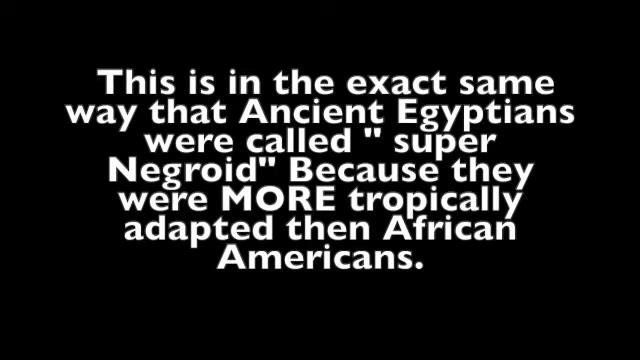 This is in the exact same
way that Ancient Egyptians
were called " super
Negroid" Because they
were MORE tropically
adapted then African
Americans.